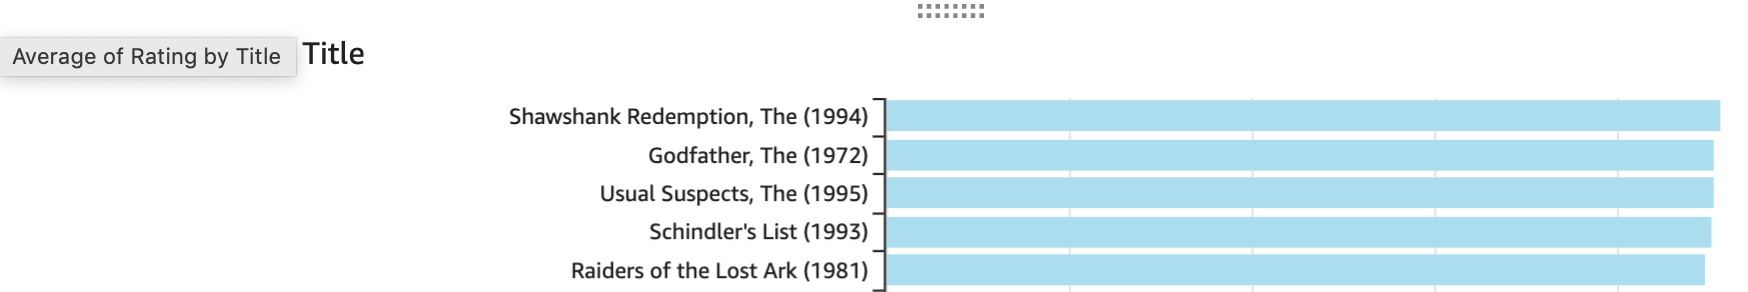 Average of Rating by Title Title
Shawshank Redemption, The (1994)
Godfather, The (1972)
Usual Suspects, The (1995)
Schindler's List (1993)
Raiders of the Lost Ark (1981)